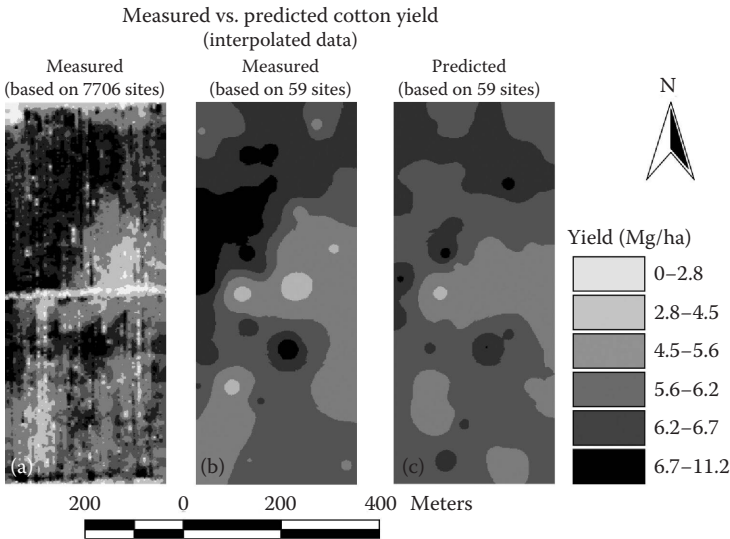 Measured vs. predicted cotton yield
(interpolated data)
Measured
(based on 7706 sites)
Measured
(based on 59 sites)
Predicted
(based on 59 sites)
N
Yield (Mg/ha)
0–2.8
2.8–4.5
4.5–5.6
5.6–6.2
6.2–6.7
6.7–11.2
(a)
(b)
(c)
200 0 200 400 Meters